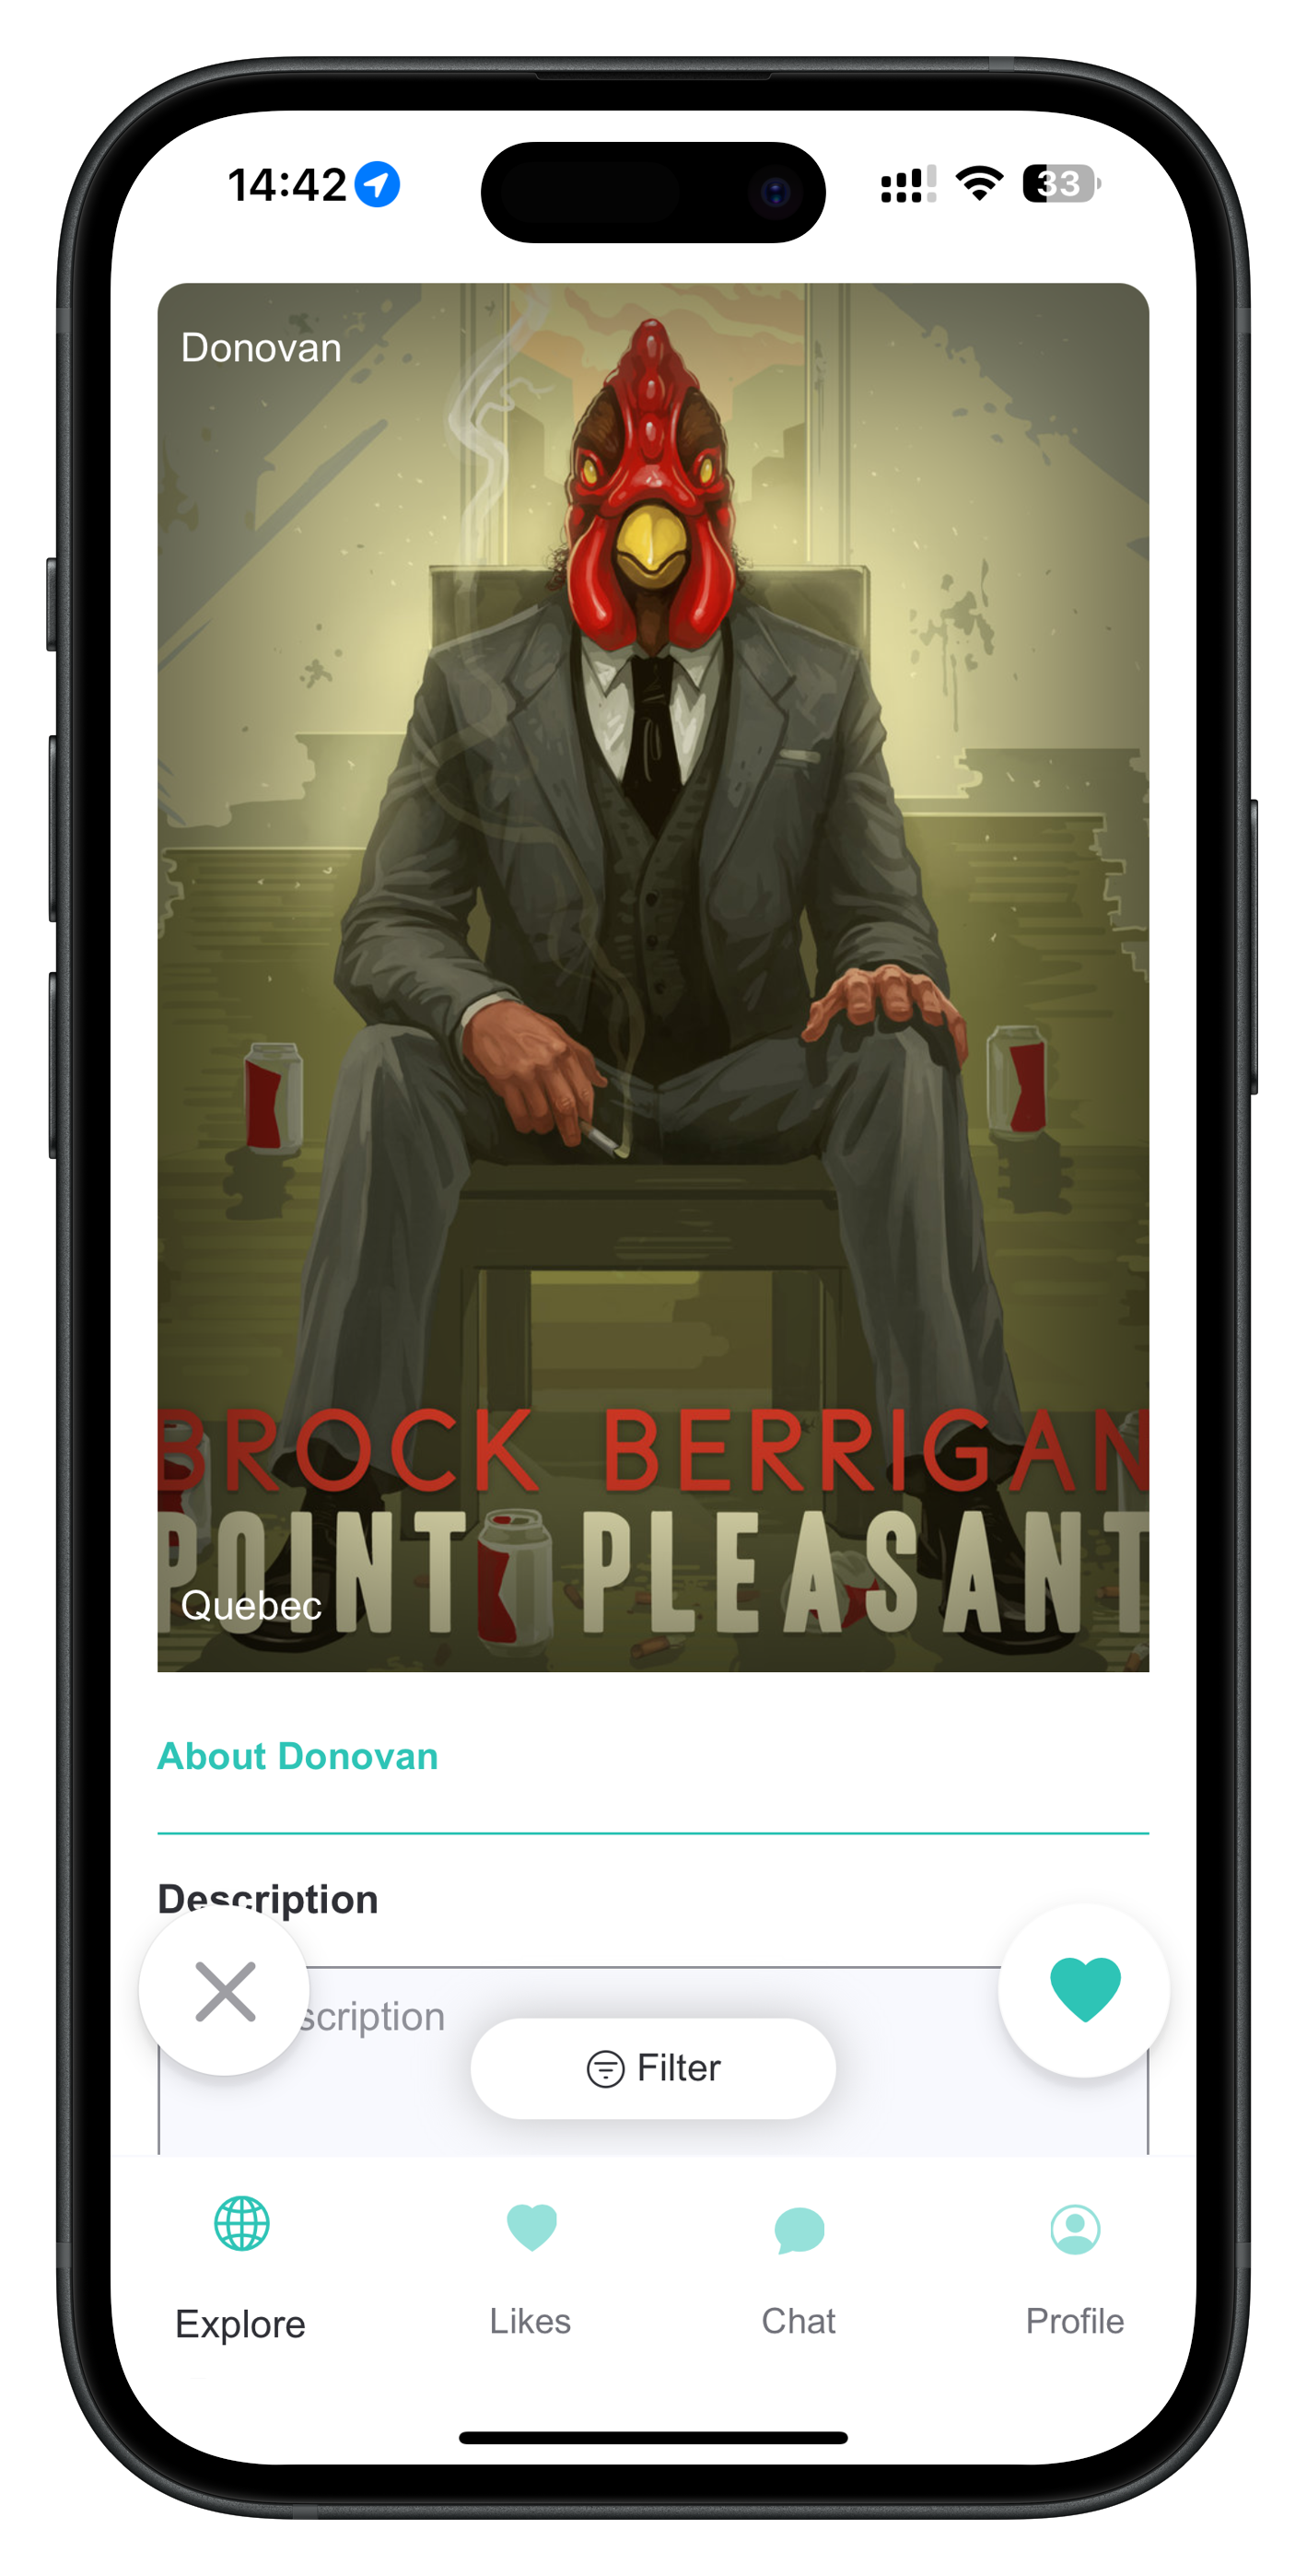 14:42
33
Donovan
BROCK BERRIGAN
POINT PLEASANT
Quebec
About Donovan
Description
scription
Filter
Explore
Likes
Chat
Profile